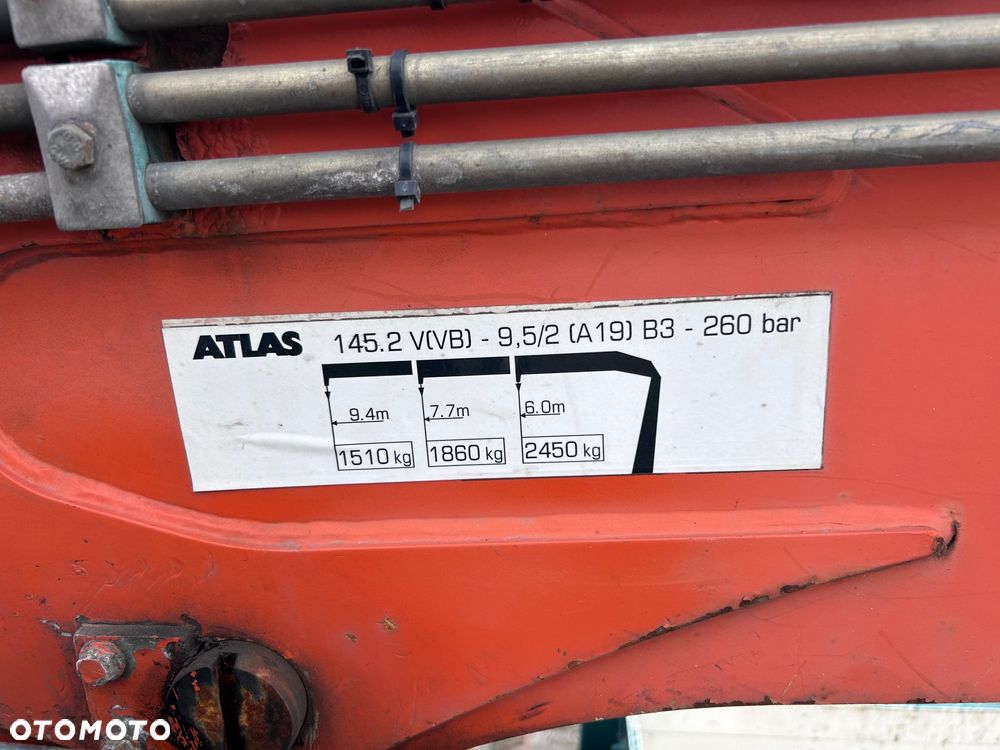 ATLAS 145.2 V(VB) - 9,5/2 (A19) B3 - 260 bar
9.4m 7.7m 6.0m
1510 kg 1860 kg 2450 kg
OTOMOTO